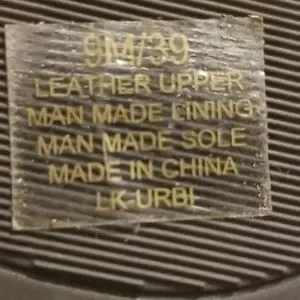 9M/39
LEATHER UPPER
MAN MADE LINING
MAN MADE SOLE
MADE IN CHINA
LK-URBI